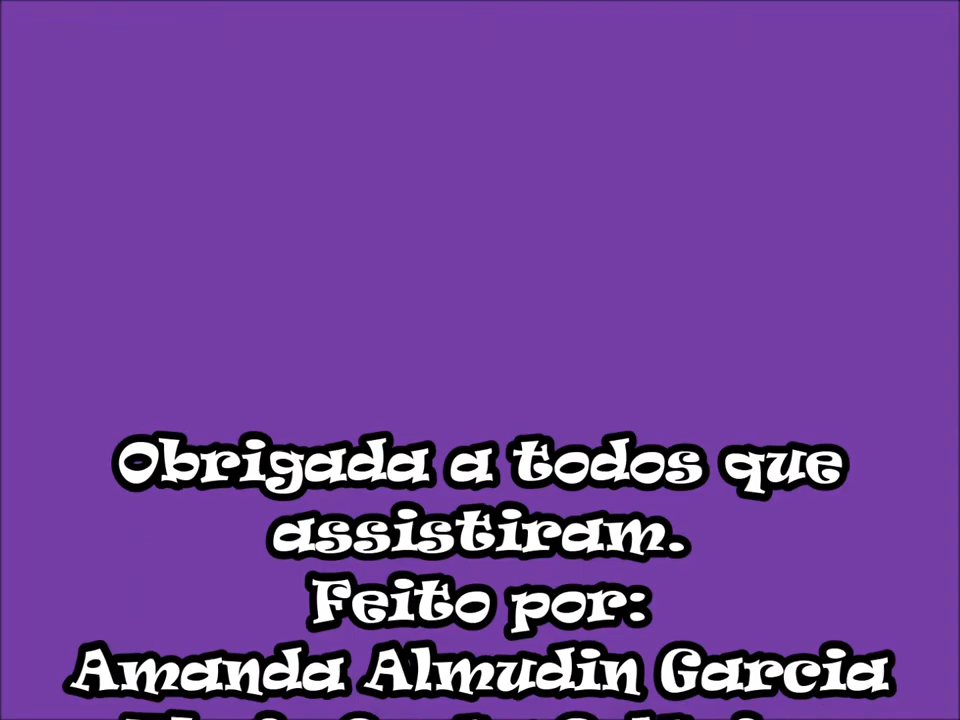 Obrigada a todos que
assistiram.
Feito por:
Amanda Almudin Garcia